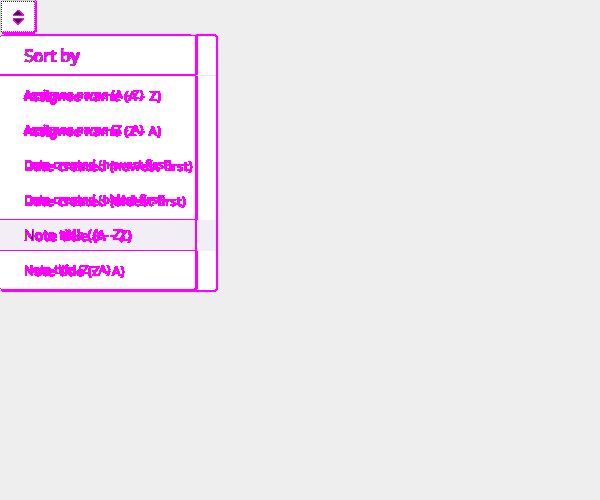 Sort by
Assignee name (A - Z)
Assignee name (Z - A)
Date created (newest first)
Date created (oldest first)
Note title (A - Z)
Note title (Z - A)